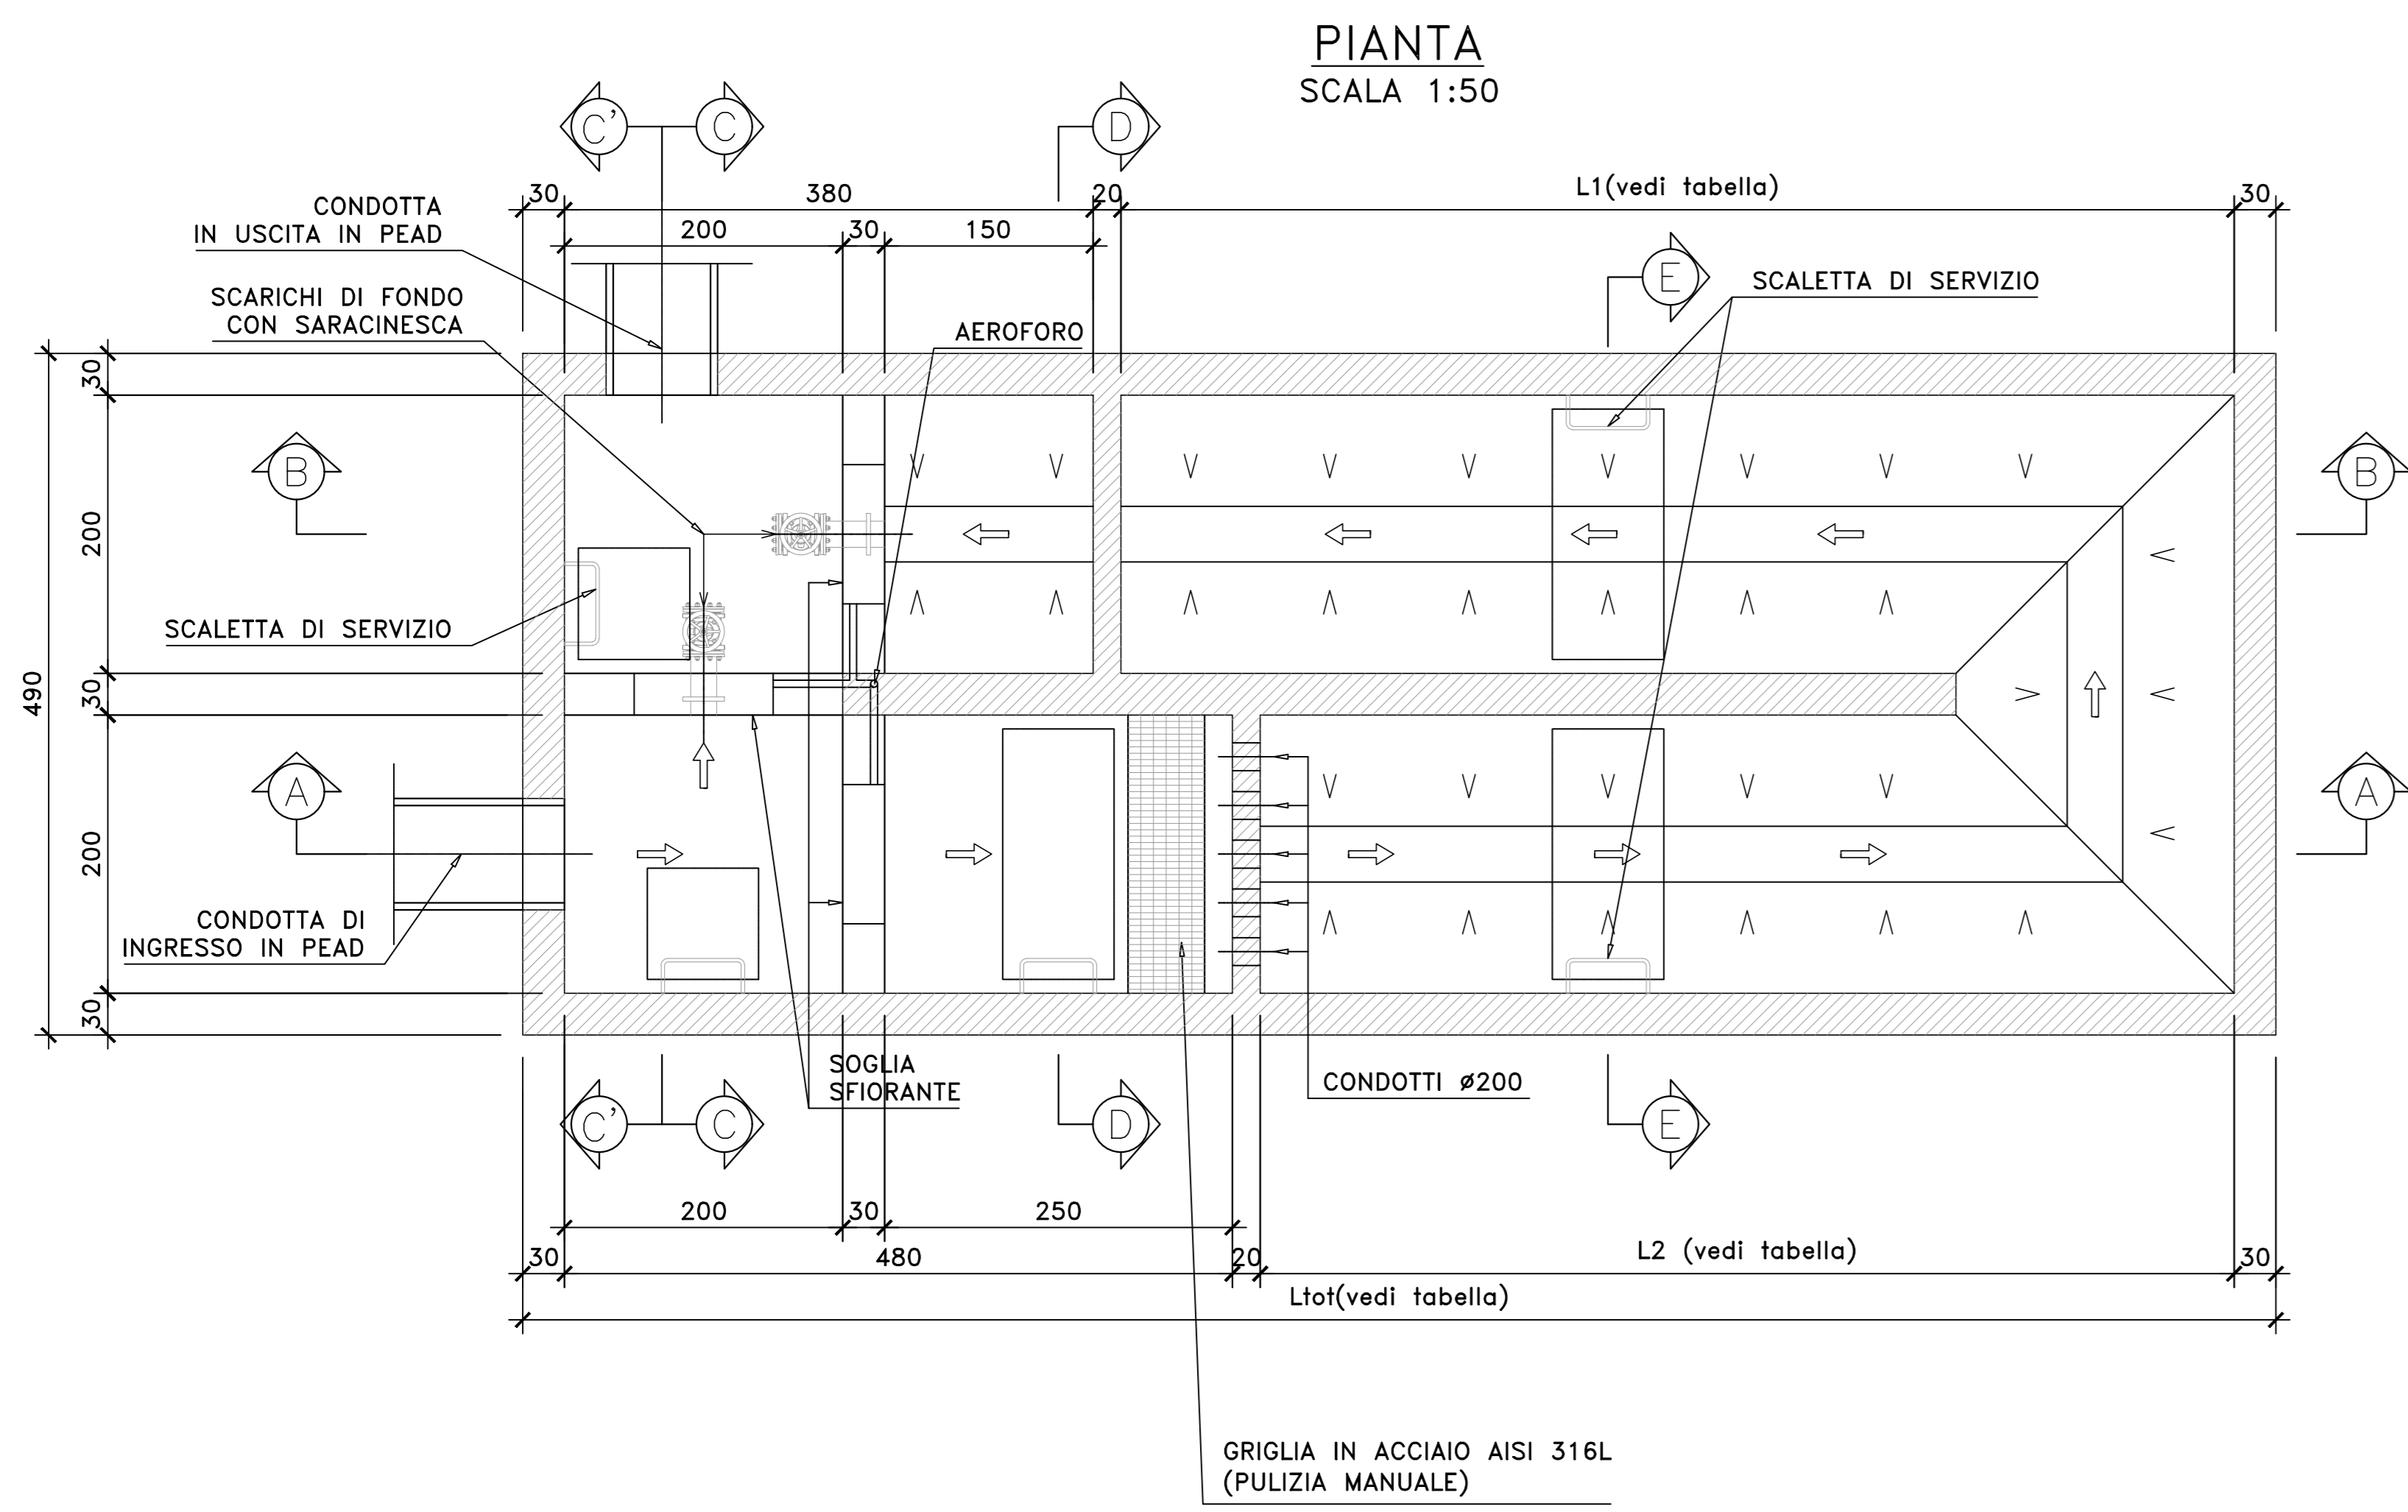 PIANTA
SCALA 1:50
C'
C
D
30
380
20
L1(vedi tabella)
30
CONDOTTA
IN USCITA IN PEAD
200
30
150
E
SCALETTA DI SERVIZIO
SCARICHI DI FONDO
CON SARACINESCA
AEROFORO
30
B
B
200
SCALETTA DI SERVIZIO
490
30
A
A
200
CONDOTTA DI
INGRESSO IN PEAD
30
SOGLIA
SFIORANTE
CONDOTTI ø200
C'
C
D
E
200
30
250
30
480
20
L2 (vedi tabella)
30
Ltot(vedi tabella)
GRIGLIA IN ACCIAIO AISI 316L
(PULIZIA MANUALE)